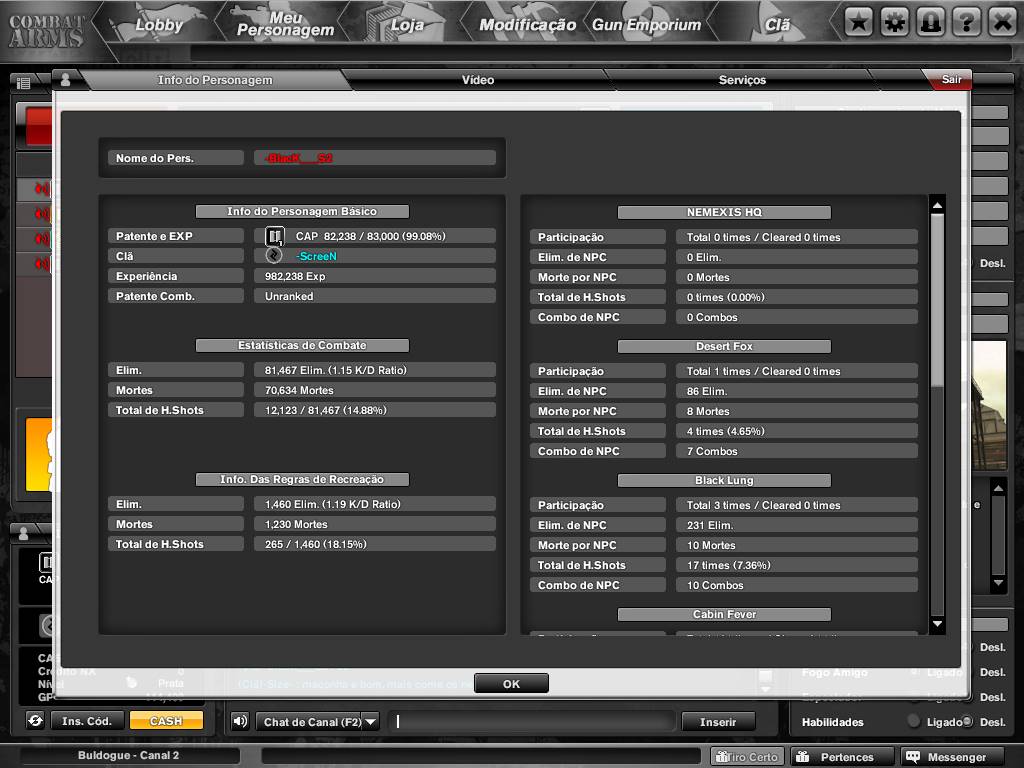 COMBAT ARMS
Lobby
Meu Personagem
Loja
Modificação
Gun Emporium
Clã
Info do Personagem
Vídeo
Serviços
Sair
Nome do Pers.
-BlacK___S2
Info do Personagem Básico
Patente e EXP
CAP 82,238 / 83,000 (99.08%)
Clã
-ScreeN
Experiência
982,238 Exp
Patente Comb.
Unranked
Estatísticas de Combate
Elim.
81,467 Elim. (1.15 K/D Ratio)
Mortes
70,634 Mortes
Total de H.Shots
12,123 / 81,467 (14.88%)
Info. Das Regras de Recreação
Elim.
1,460 Elim. (1.19 K/D Ratio)
Mortes
1,230 Mortes
Total de H.Shots
265 / 1,460 (18.15%)
NEMEXIS HQ
Participação
Total 0 times / Cleared 0 times
Elim. de NPC
0 Elim.
Morte por NPC
0 Mortes
Total de H.Shots
0 times (0.00%)
Combo de NPC
0 Combos
Desert Fox
Participação
Total 1 times / Cleared 0 times
Elim. de NPC
86 Elim.
Morte por NPC
8 Mortes
Total de H.Shots
4 times (4.65%)
Combo de NPC
7 Combos
Black Lung
Participação
Total 3 times / Cleared 0 times
Elim. de NPC
231 Elim.
Morte por NPC
10 Mortes
Total de H.Shots
17 times (7.36%)
Combo de NPC
10 Combos
Cabin Fever
Desl.
e
Desl.
Fogo Amigo
Ligado
Desl.
Espectador
Ligado
Desl.
Habilidades
Ligado
Desl.
OK
CAP
Crédito NX
0
Prata
Ins. Cód.
CASH
Chat de Canal (F2)
Inserir
Buldogue - Canal 2
Tiro Certo
Pertences
Messenger